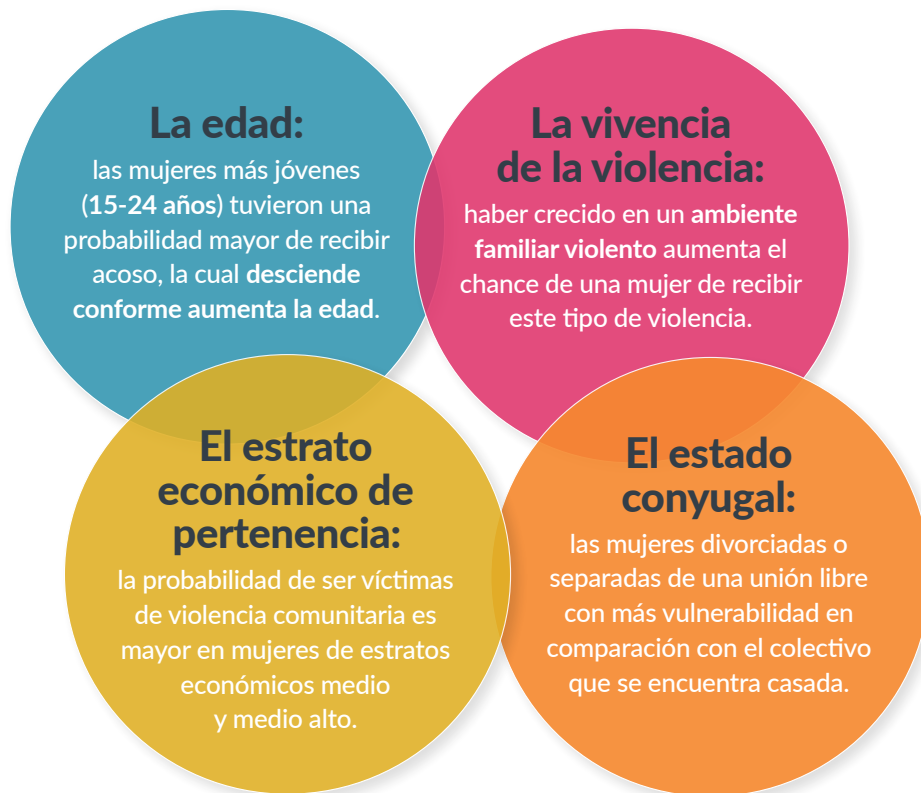 La edad:
las mujeres más jóvenes
(15-24 años) tuvieron una
probabilidad mayor de recibir
acoso, la cual desciende
conforme aumenta la edad.
La vivencia
de la violencia:
haber crecido en un ambiente
familiar violento aumenta el
chance de una mujer de recibir
este tipo de violencia.
El estrato
económico de
pertenencia:
la probabilidad de ser víctimas
de violencia comunitaria es
mayor en mujeres de estratos
económicos medio
y medio alto.
El estado
conyugal:
las mujeres divorciadas o
separadas de una unión libre
con más vulnerabilidad en
comparación con el colectivo
que se encuentra casada.